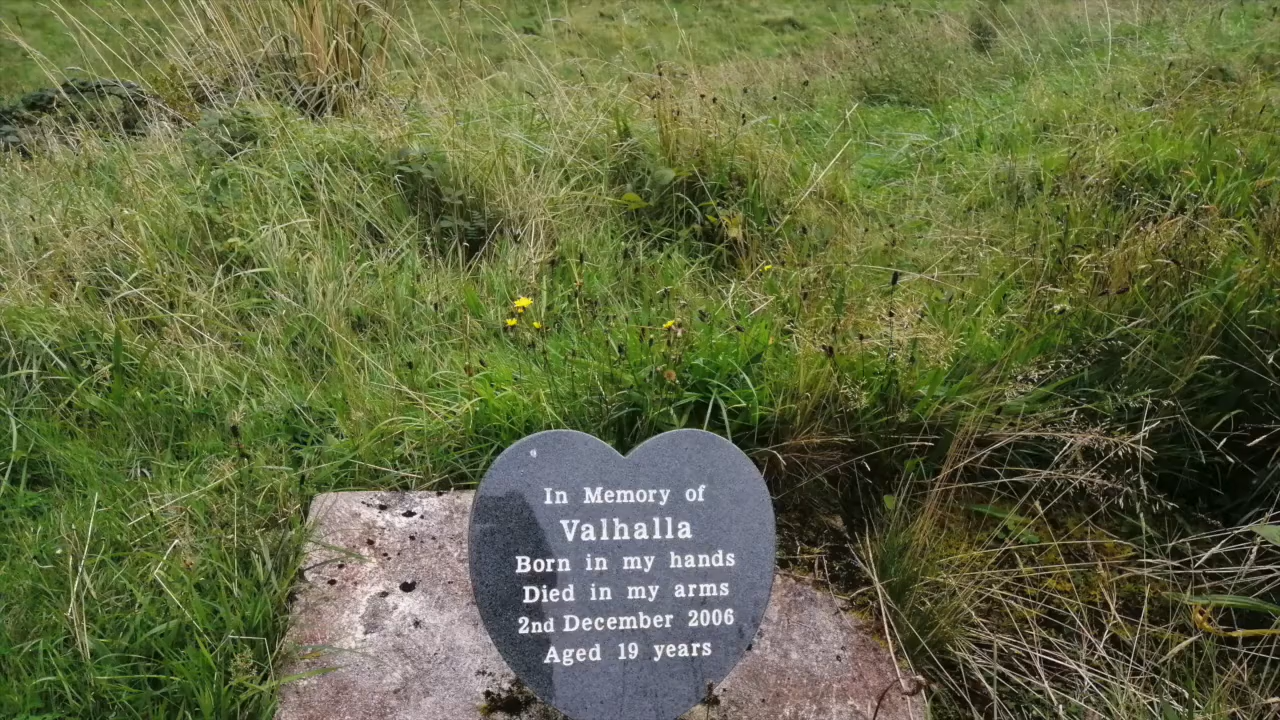 In Memory of
Valhalla
Born in my hands
Died in my arms
2nd December 2006
Aged 19 years